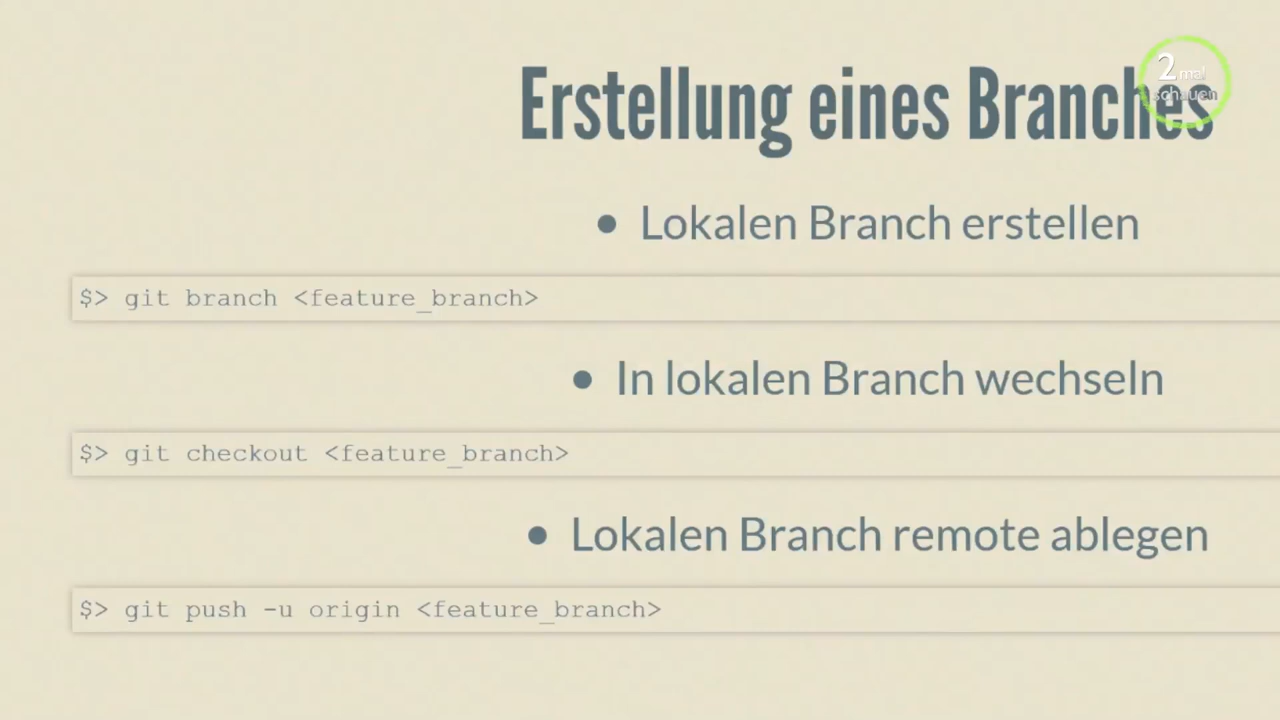 Erstellung eines Branches
2 mal
schauen
• Lokalen Branch erstellen
$> git branch <feature_branch>
• In lokalen Branch wechseln
$> git checkout <feature_branch>
• Lokalen Branch remote ablegen
$> git push -u origin <feature_branch>